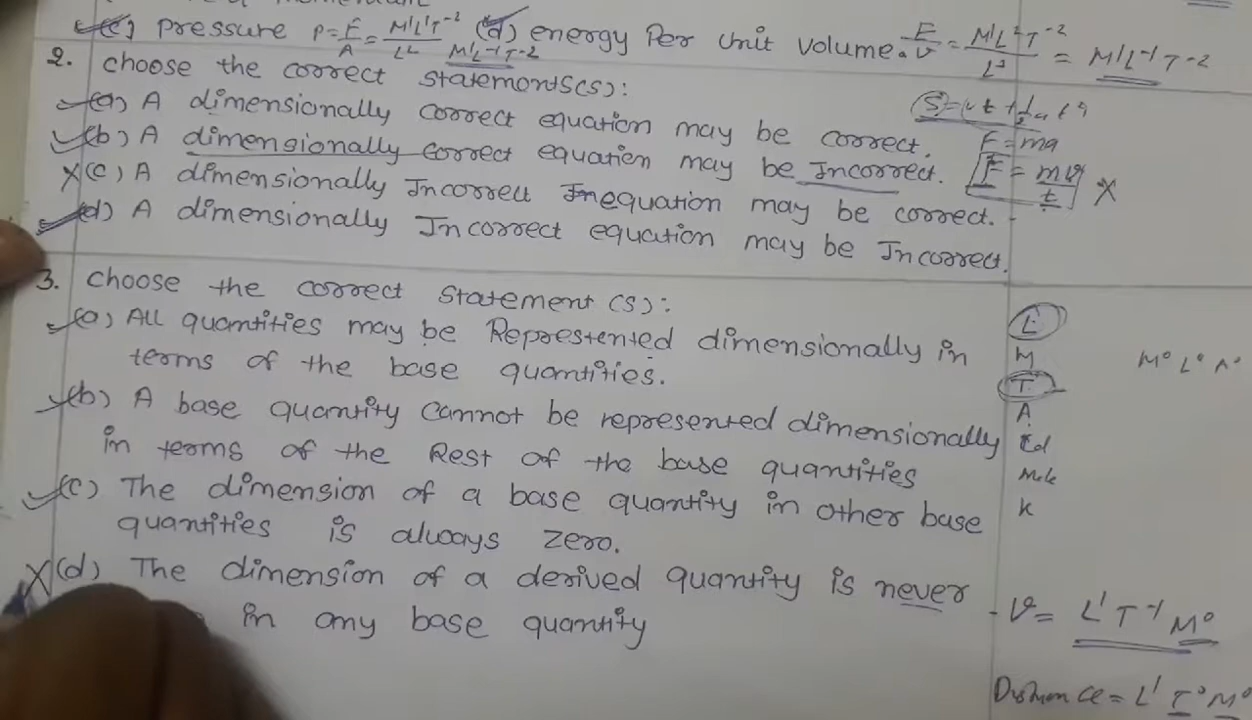 (c) pressure P=F/A = M¹L¹T⁻²/L² M¹L⁻¹T⁻² (d) energy Per Unit volume. E/V = M¹L²T⁻²/L³ = M¹L⁻¹T⁻²
2. choose the correct statements(s):
(a) A dimensionally correct equation may be correct. S=ut+½at²
(b) A dimensionally correct equation may be Incorrect. F=ma
X(c) A dimensionally Incorrect equation may be correct. F = mv/t X
(d) A dimensionally Incorrect equation may be Incorrect.
3. choose the correct statement (s):
(a) All quantities may be Represtented dimensionally in L
terms of the base quantities. M M⁰ L⁰ A⁰
T
(b) A base quantity cannot be represented dimensionally A
in terms of the Rest of the base quantities cd
Mole
(c) The dimension of a base quantity in other base K
quantities is always zero.
X(d) The dimension of a derived quantity is never
in any base quantity - V= L¹T⁻¹M⁰
Distance = L¹ T⁰ M⁰